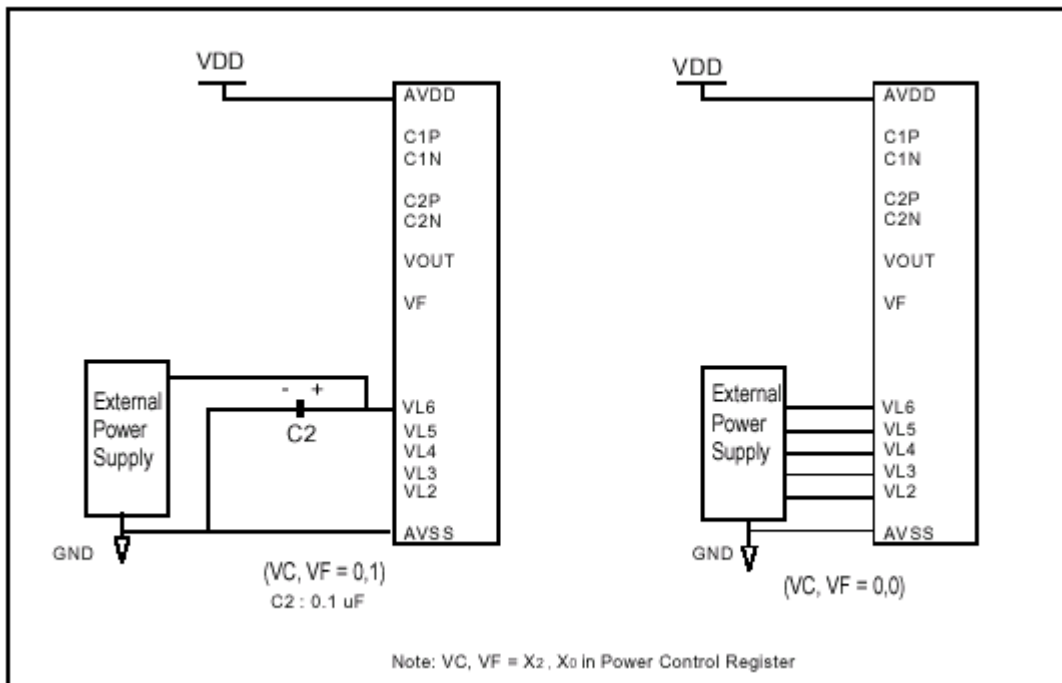 VDD
AVDD
C1P
C1N
C2P
C2N
VOUT
VF
External
Power
Supply
- +
C2
VL6
VL5
VL4
VL3
VL2
AVSS
GND
(VC, VF = 0,1)
C2 : 0.1 uF
VDD
AVDD
C1P
C1N
C2P
C2N
VOUT
VF
External
Power
Supply
VL6
VL5
VL4
VL3
VL2
AVSS
GND
(VC, VF = 0,0)
Note: VC, VF = X2 , X0 in Power Control Register